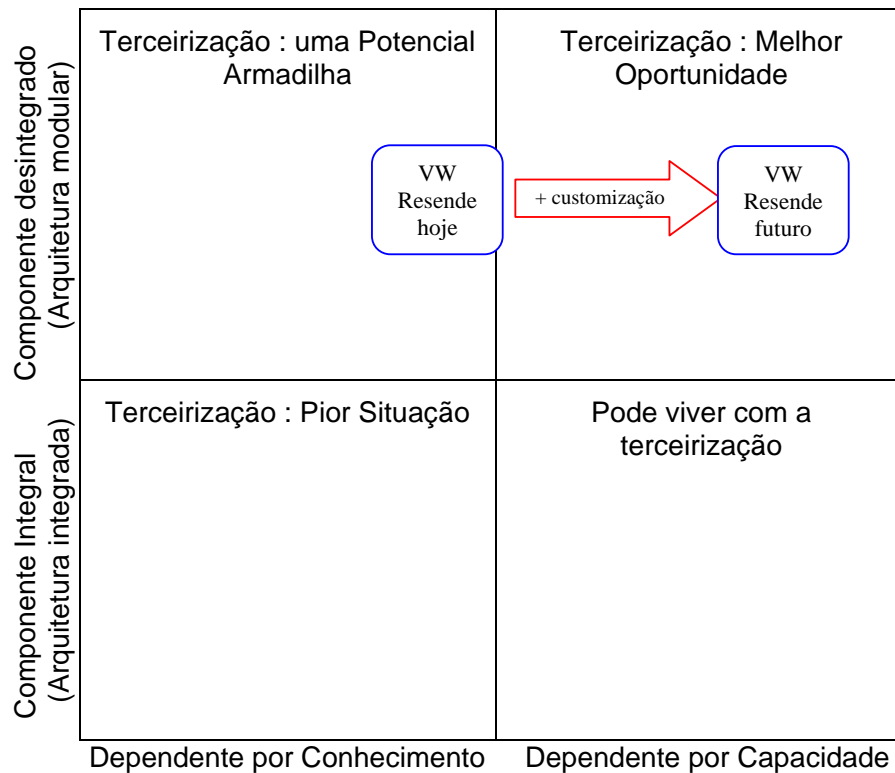 Terceirização : uma Potencial
Armadilha
Terceirização : Melhor
Oportunidade
Componente desintegrado
(Arquitetura modular)
VW
Resende
hoje
+ customização
VW
Resende
futuro
Terceirização : Pior Situação
Pode viver com a
terceirização
Componente Integral
(Arquitetura integrada)
Dependente por Conhecimento
Dependente por Capacidade